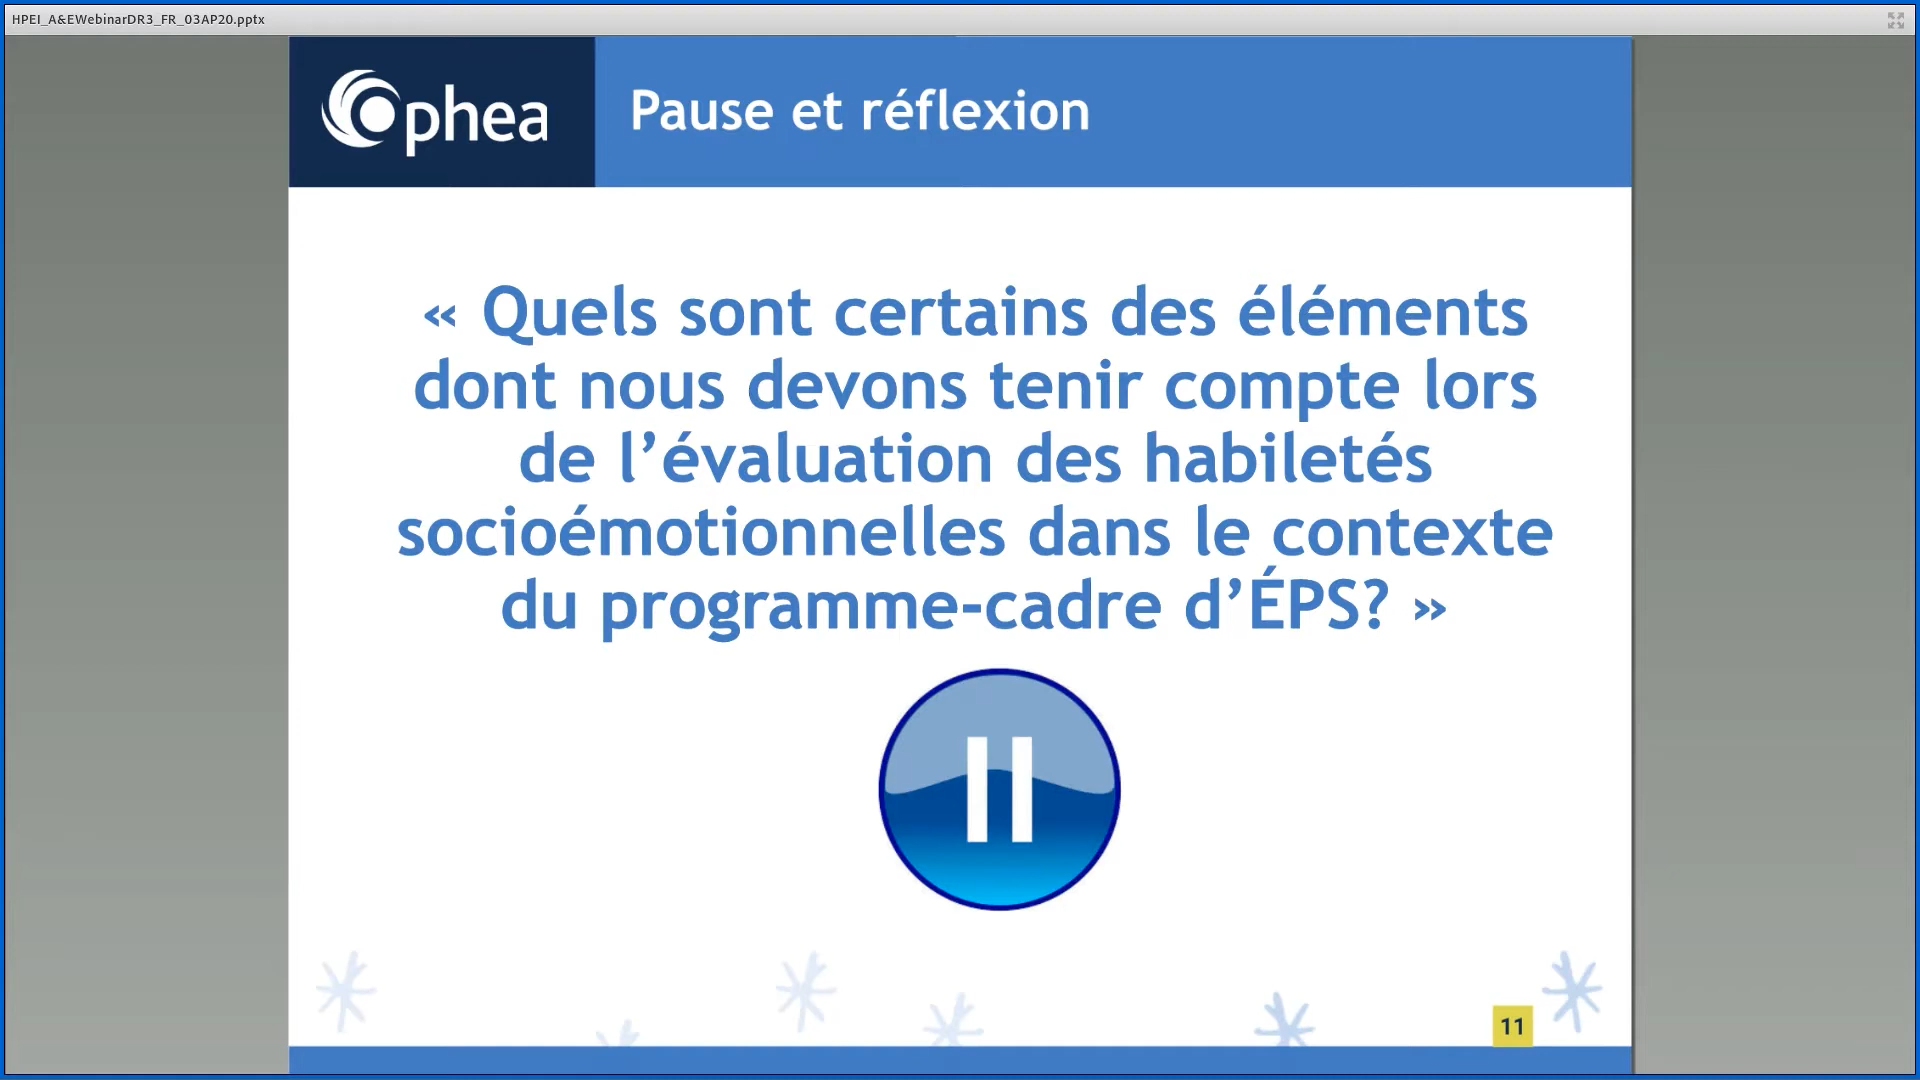 HPEI_A&EWebinarDR3_FR_03AP20.pptx
Ophea
Pause et réflexion
« Quels sont certains des éléments
dont nous devons tenir compte lors
de l’évaluation des habiletés
socioémotionnelles dans le contexte
du programme-cadre d’ÉPS? »
11